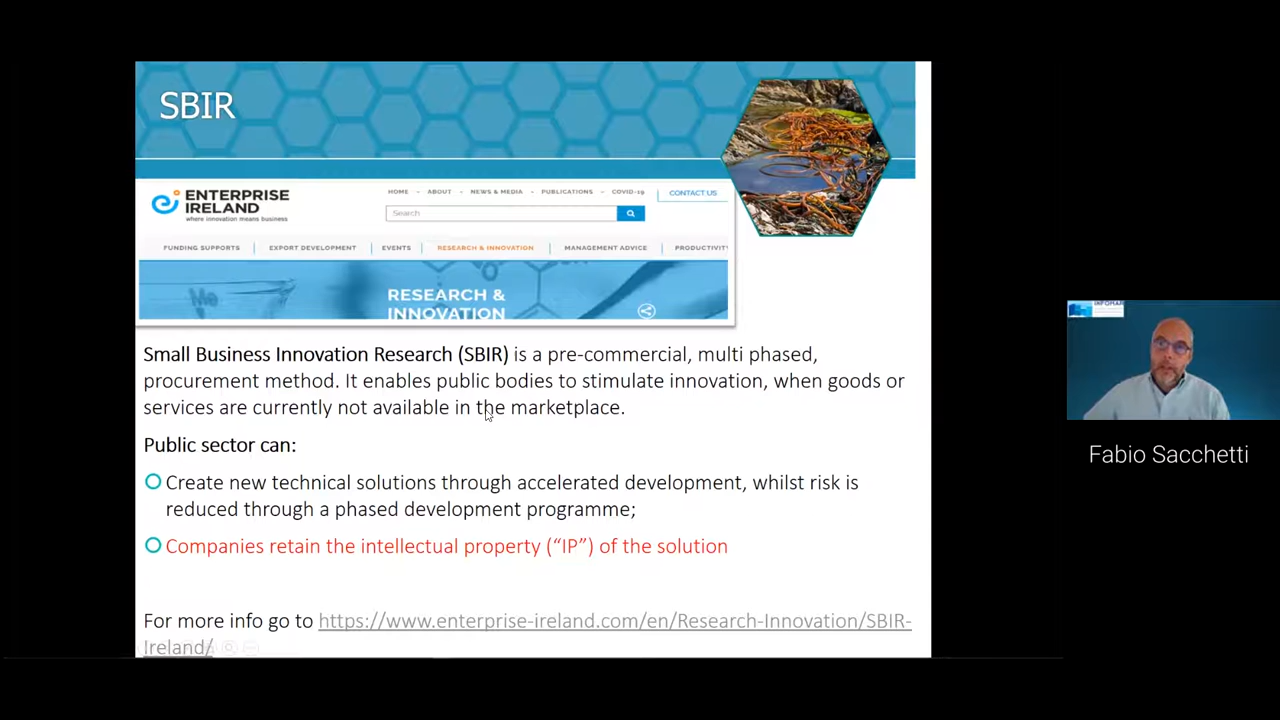 SBIR
ENTERPRISE
IRELAND
where innovation means business
HOME ABOUT NEWS & MEDIA PUBLICATIONS COVID-19
CONTACT US
Search
FUNDING SUPPORTS EXPORT DEVELOPMENT EVENTS RESEARCH & INNOVATION MANAGEMENT ADVICE PRODUCTIVIT
Me
RESEARCH &
INNOVATION
Small Business Innovation Research (SBIR) is a pre-commercial, multi phased,
procurement method. It enables public bodies to stimulate innovation, when goods or
services are currently not available in the marketplace.
Public sector can:
Create new technical solutions through accelerated development, whilst risk is
reduced through a phased development programme;
Companies retain the intellectual property (“IP”) of the solution
For more info go to https://www.enterprise-ireland.com/en/Research-Innovation/SBIR-
Ireland/
Fabio Sacchetti